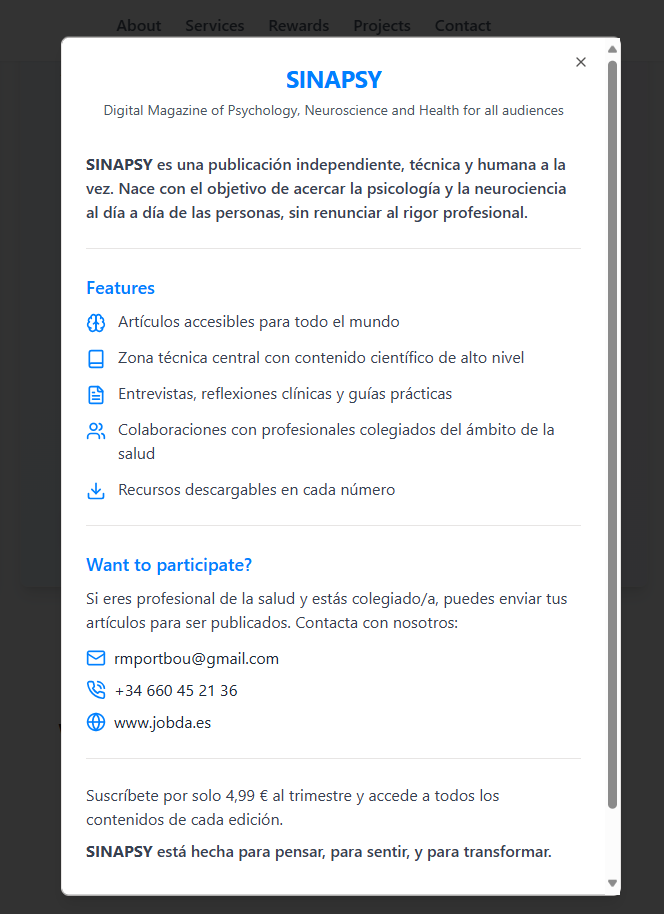 About Services Rewards Projects Contact
SINAPSY
Digital Magazine of Psychology, Neuroscience and Health for all audiences
SINAPSY es una publicación independiente, técnica y humana a la
vez. Nace con el objetivo de acercar la psicología y la neurociencia
al día a día de las personas, sin renunciar al rigor profesional.
Features
Artículos accesibles para todo el mundo
Zona técnica central con contenido científico de alto nivel
Entrevistas, reflexiones clínicas y guías prácticas
Colaboraciones con profesionales colegiados del ámbito de la
salud
Recursos descargables en cada número
Want to participate?
Si eres profesional de la salud y estás colegiado/a, puedes enviar tus
artículos para ser publicados. Contacta con nosotros:
rmportbou@gmail.com
+34 660 45 21 36
www.jobda.es
Suscríbete por solo 4,99 € al trimestre y accede a todos los
contenidos de cada edición.
SINAPSY está hecha para pensar, para sentir, y para transformar.